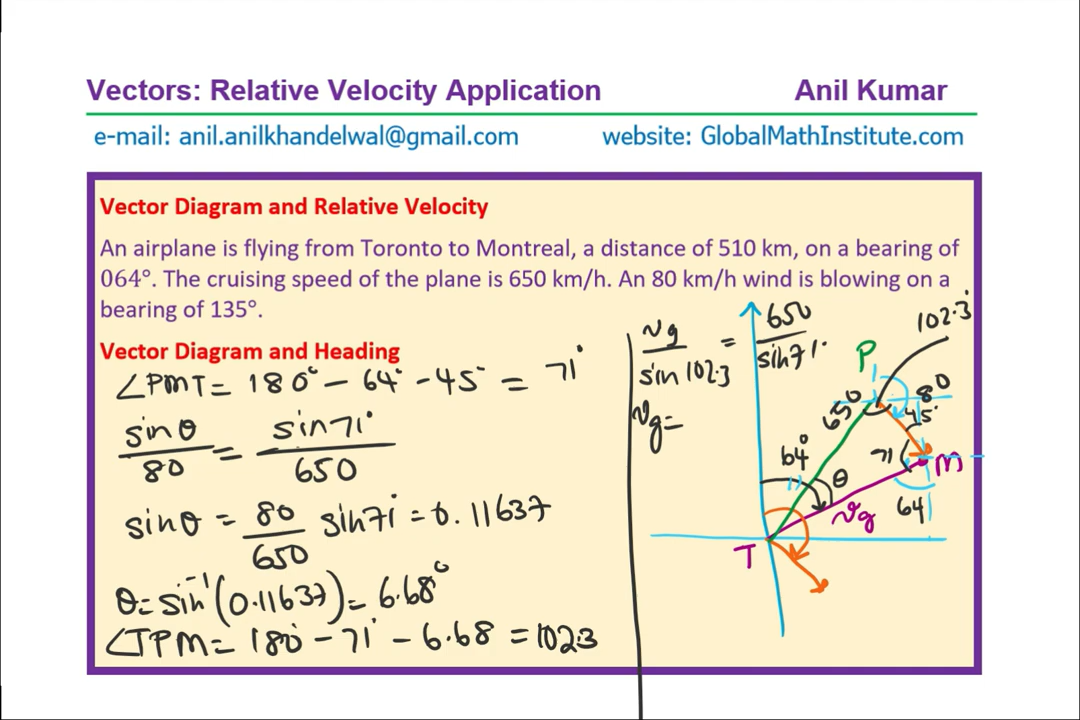 Vectors: Relative Velocity Application Anil Kumar
e-mail: anil.anilkhandelwal@gmail.com website: GlobalMathInstitute.com
Vector Diagram and Relative Velocity
An airplane is flying from Toronto to Montreal, a distance of 510 km, on a bearing of
064°. The cruising speed of the plane is 650 km/h. An 80 km/h wind is blowing on a
bearing of 135°.
Vector Diagram and Heading
∠PMT = 180° - 64° - 45° = 71°
sinθ/80 = sin71°/650
sinθ = 80/650 sin71° = 0.11637
θ = sin⁻¹(0.11637) = 6.68°
∠TPM = 180° - 71° - 6.68 = 102.3
vg/sin102.3 = 650/sin71°
vg =
102.3°
P
80
650
45°
64°
71
M
θ
vg
64
T